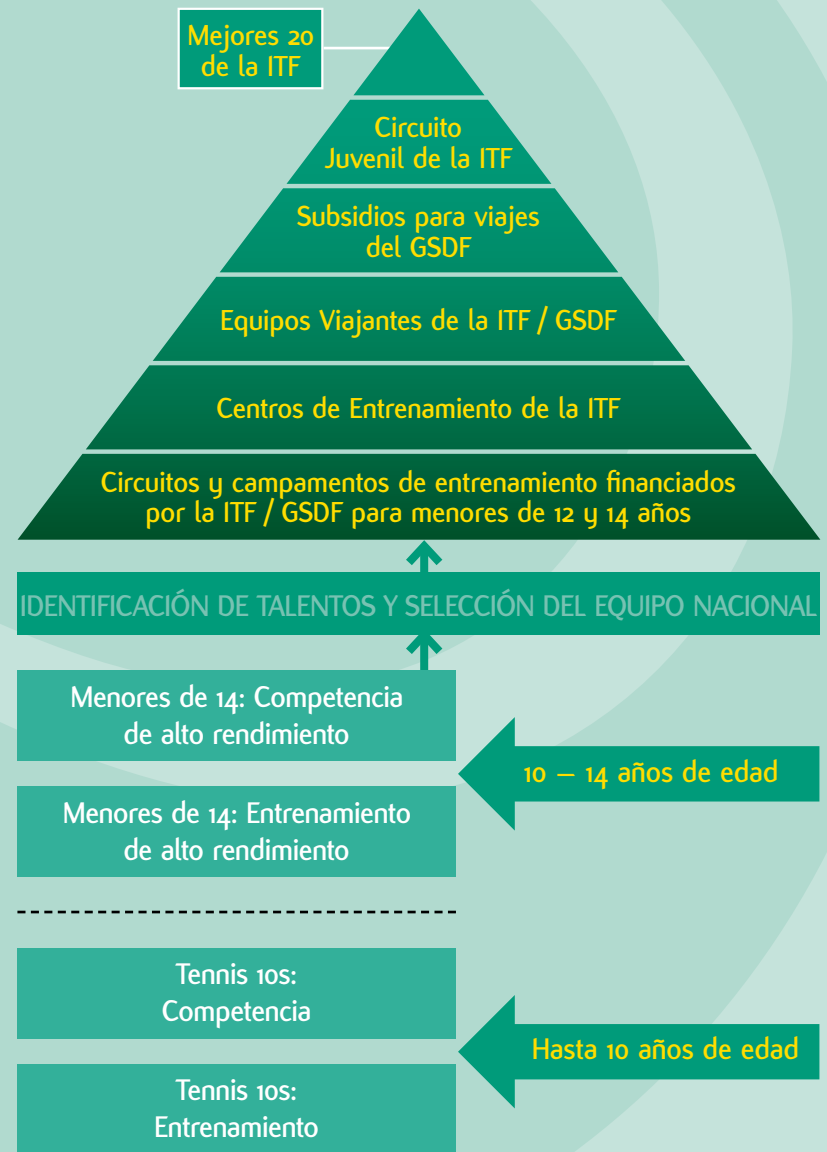 Mejores 20
de la ITF
Circuito
Juvenil de la ITF
Subsidios para viajes
del GSDF
Equipos Viajantes de la ITF / GSDF
Centros de Entrenamiento de la ITF
Circuitos y campamentos de entrenamiento financiados
por la ITF / GSDF para menores de 12 y 14 años
IDENTIFICACIÓN DE TALENTOS Y SELECCIÓN DEL EQUIPO NACIONAL
Menores de 14: Competencia
de alto rendimiento
10 – 14 años de edad
Menores de 14: Entrenamiento
de alto rendimiento
Tennis 10s:
Competencia
Hasta 10 años de edad
Tennis 10s:
Entrenamiento